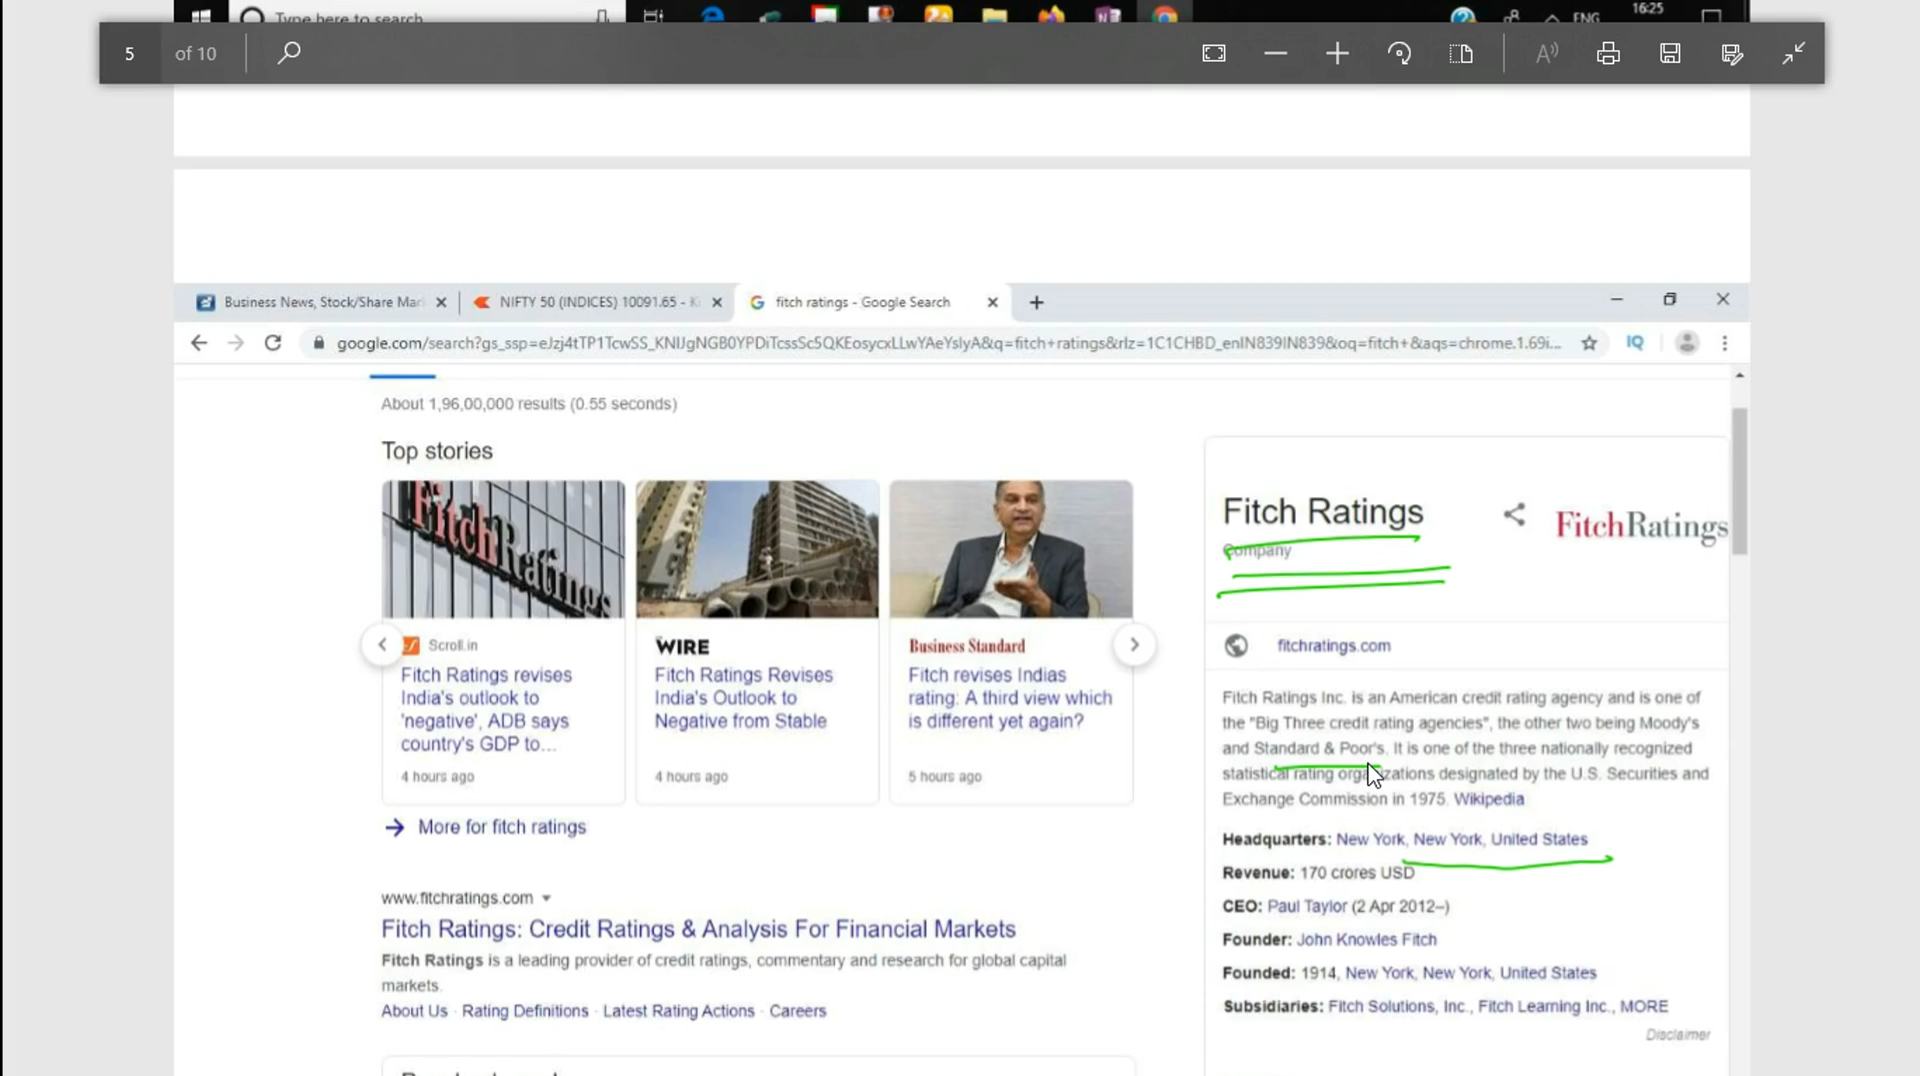 Type here to search
ENG
16:25
5 of 10
Business News, Stock/Share Mar
NIFTY 50 (INDICES) 10091.65 - K
fitch ratings - Google Search
google.com/search?gs_ssp=eJzj4tTP1TcwSS_KNIJgNGB0YPDiTcssSc5QKEosycxLLwYAeYslyA&q=fitch+ratings&rlz=1C1CHBD_enIN839IN839&oq=fitch+&aqs=chrome.1.69i...
IQ
About 1,96,00,000 results (0.55 seconds)
Top stories
FitchRatings
Scroll.in
Fitch Ratings revises
India's outlook to
'negative', ADB says
country's GDP to...
4 hours ago
WIRE
Fitch Ratings Revises
India's Outlook to
Negative from Stable
4 hours ago
Business Standard
Fitch revises Indias
rating: A third view which
is different yet again?
5 hours ago
More for fitch ratings
www.fitchratings.com
Fitch Ratings: Credit Ratings & Analysis For Financial Markets
Fitch Ratings is a leading provider of credit ratings, commentary and research for global capital
markets.
About Us · Rating Definitions · Latest Rating Actions · Careers
Fitch Ratings
Company
FitchRatings
fitchratings.com
Fitch Ratings Inc. is an American credit rating agency and is one of
the "Big Three credit rating agencies", the other two being Moody's
and Standard & Poor's. It is one of the three nationally recognized
statistical rating organizations designated by the U.S. Securities and
Exchange Commission in 1975. Wikipedia
Headquarters: New York, New York, United States
Revenue: 170 crores USD
CEO: Paul Taylor (2 Apr 2012–)
Founder: John Knowles Fitch
Founded: 1914, New York, New York, United States
Subsidiaries: Fitch Solutions, Inc., Fitch Learning Inc., MORE
Disclaimer